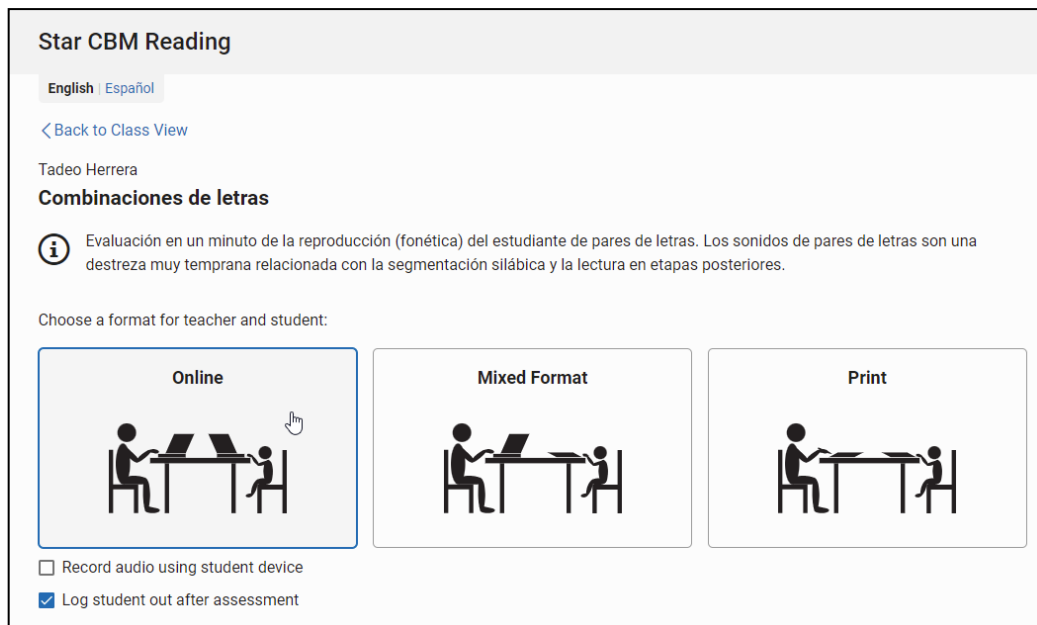 Star CBM Reading
English | Español
Back to Class View
Tadeo Herrera
Combinaciones de letras
Evaluación en un minuto de la reproducción (fonética) del estudiante de pares de letras. Los sonidos de pares de letras son una
destreza muy temprana relacionada con la segmentación silábica y la lectura en etapas posteriores.
Choose a format for teacher and student:
Online
Mixed Format
Print
Record audio using student device
Log student out after assessment